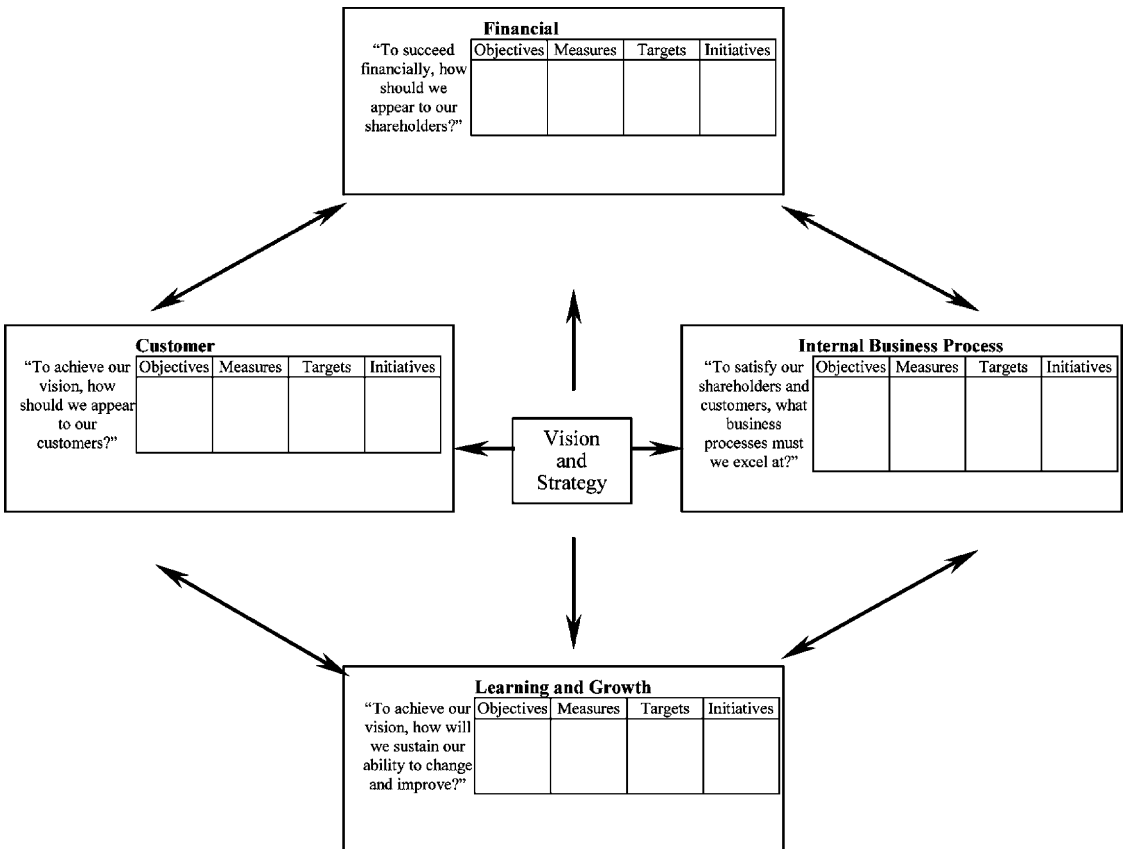 Financial
“To succeed
financially, how
should we
appear to our
shareholders?”
Objectives Measures Targets Initiatives
Customer
“To achieve our
vision, how
should we appear
to our
customers?”
Objectives Measures Targets Initiatives
Vision
and
Strategy
Internal Business Process
“To satisfy our
shareholders and
customers, what
business
processes must
we excel at?”
Objectives Measures Targets Initiatives
Learning and Growth
“To achieve our
vision, how will
we sustain our
ability to change
and improve?”
Objectives Measures Targets Initiatives